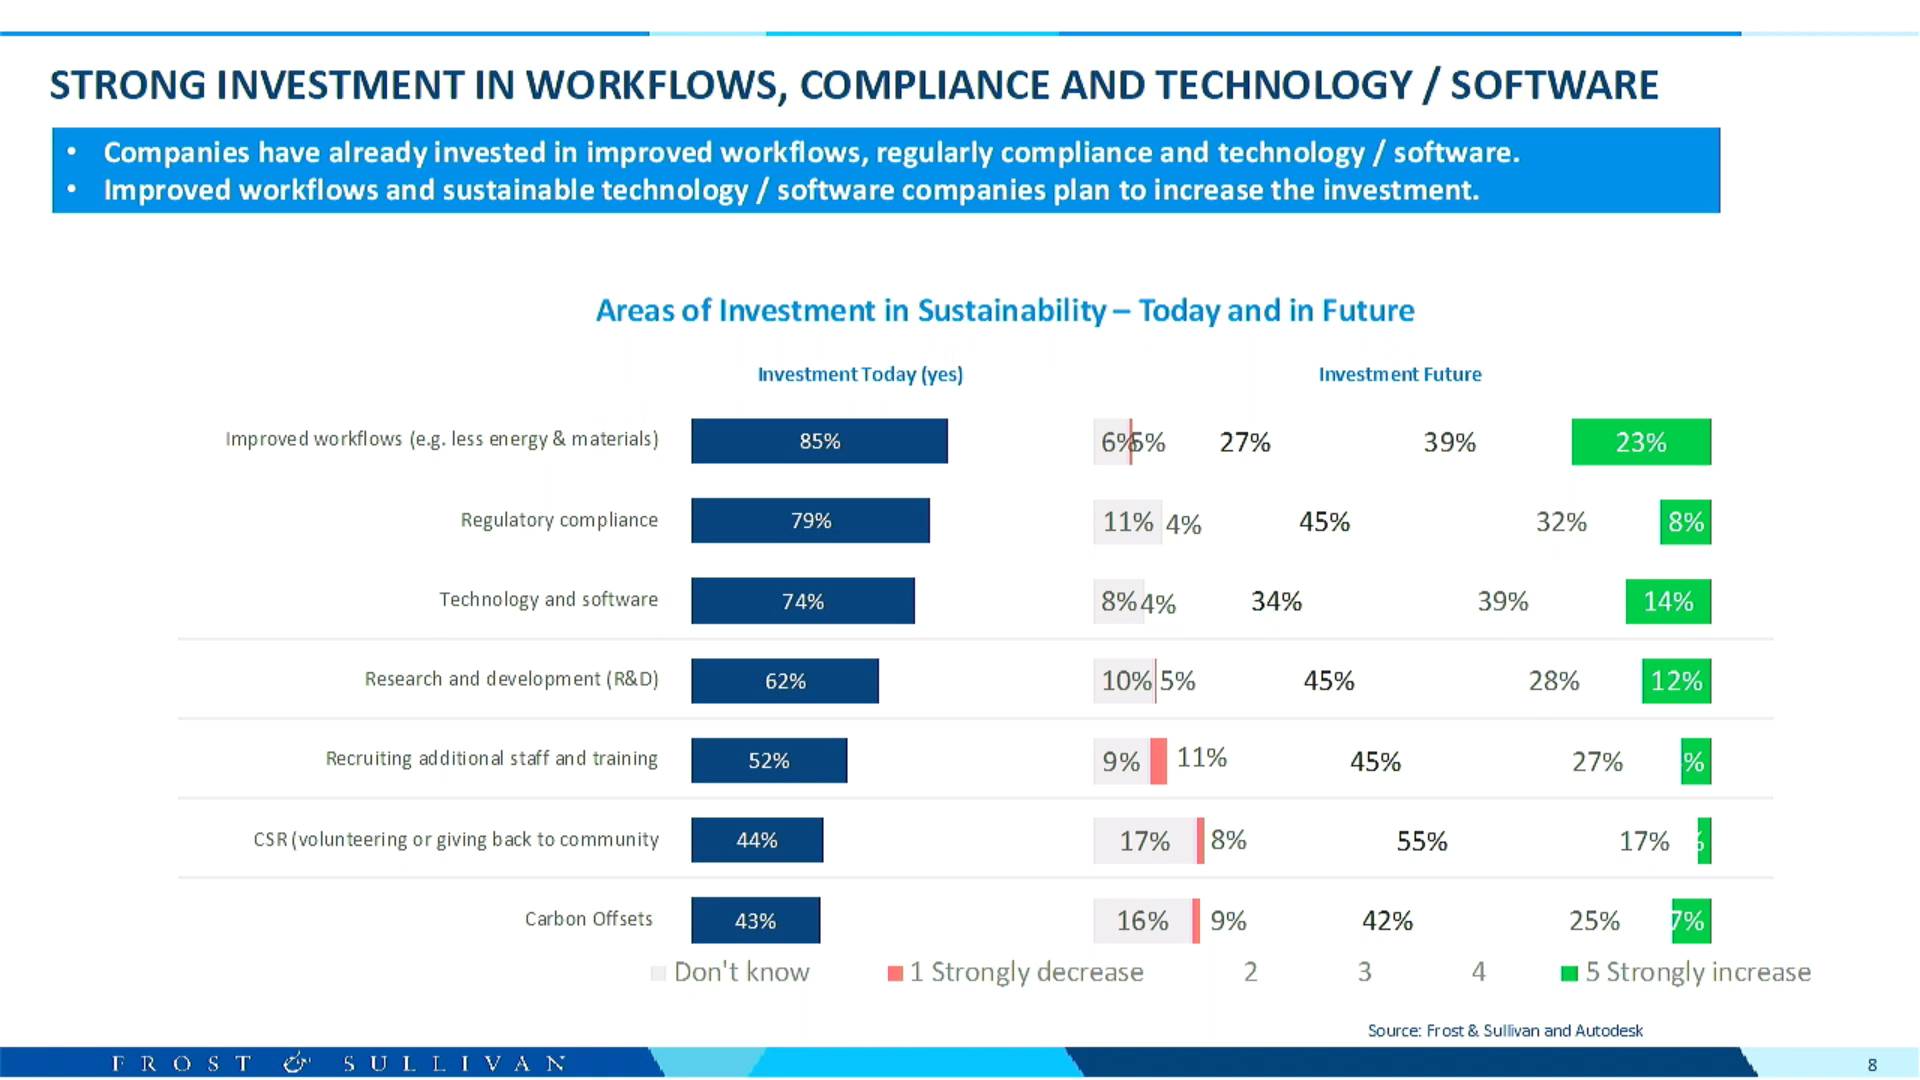 STRONG INVESTMENT IN WORKFLOWS, COMPLIANCE AND TECHNOLOGY / SOFTWARE
• Companies have already invested in improved workflows, regularly compliance and technology / software.
• Improved workflows and sustainable technology / software companies plan to increase the investment.
Areas of Investment in Sustainability – Today and in Future
Investment Today (yes) Investment Future
Improved workflows (e.g. less energy & materials) 85% 6% 5% 27% 39% 23%
Regulatory compliance 79% 11% 4% 45% 32% 8%
Technology and software 74% 8% 4% 34% 39% 14%
Research and development (R&D) 62% 10% 5% 45% 28% 12%
Recruiting additional staff and training 52% 9% 11% 45% 27% %
CSR (volunteering or giving back to community 44% 17% 8% 55% 17%
Carbon Offsets 43% 16% 9% 42% 25% 7%
Don't know 1 Strongly decrease 2 3 4 5 Strongly increase
Source: Frost & Sullivan and Autodesk
FROST & SULLIVAN 8